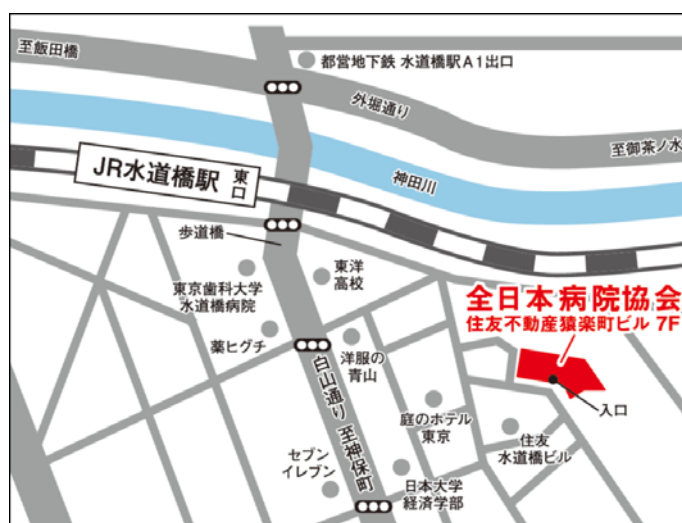 至飯田橋
都営地下鉄 水道橋駅A1出口
外堀通り
至御茶ノ水
神田川
JR水道橋駅
東口
歩道橋
東京歯科大学
水道橋病院
東洋
高校
全日本病院協会
住友不動産猿楽町ビル 7F
薬ヒグチ
洋服の
青山
入口
白山通り 至神保町
庭のホテル
東京
住友
水道橋ビル
セブン
イレブン
日本大学
経済学部